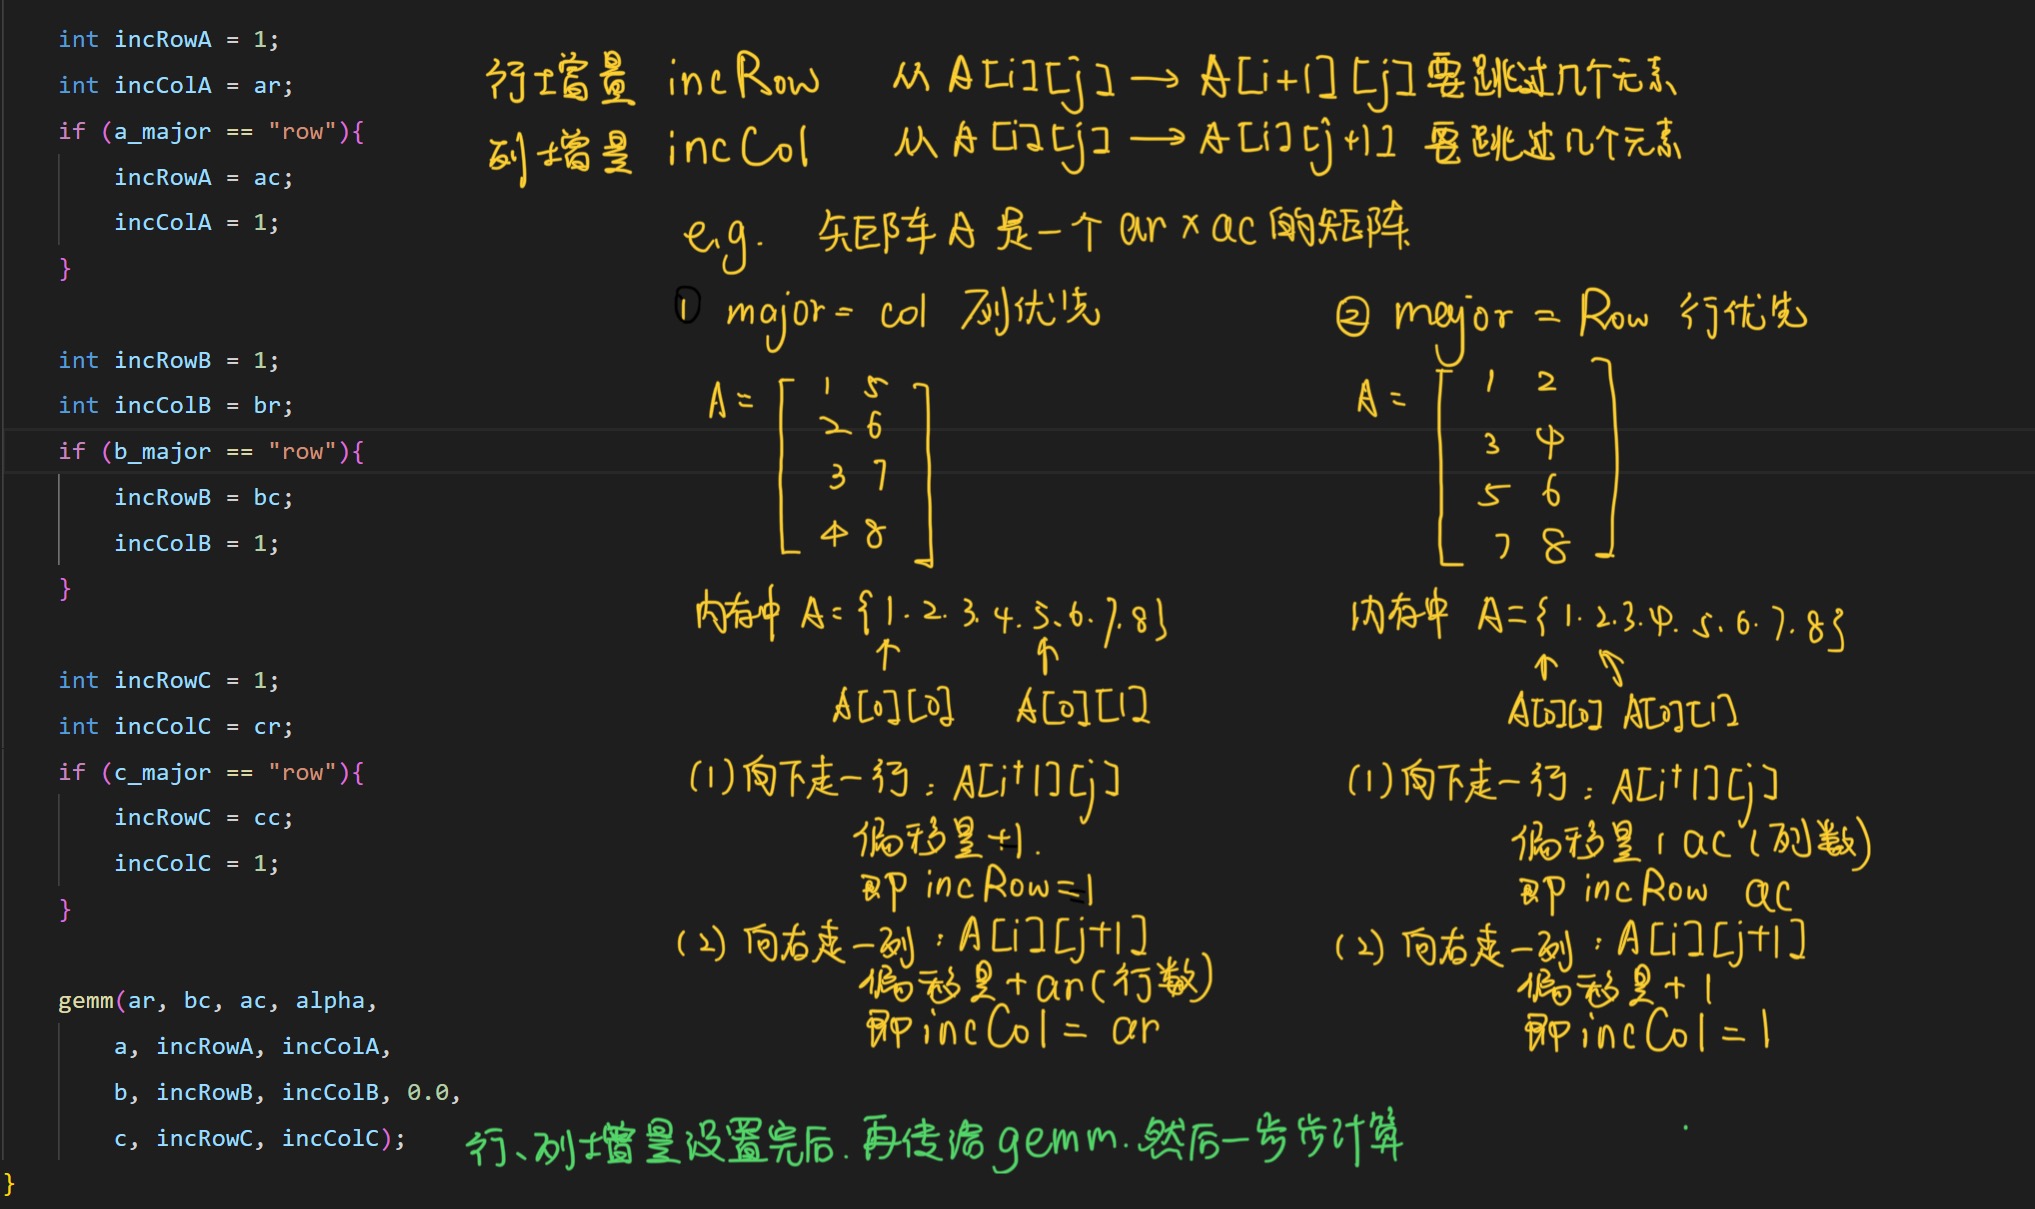 int incRowA = 1;
int incColA = ar;
if (a_major == "row"){
incRowA = ac;
incColA = 1;
}
int incRowB = 1;
int incColB = br;
if (b_major == "row"){
incRowB = bc;
incColB = 1;
}
int incRowC = 1;
int incColC = cr;
if (c_major == "row"){
incRowC = cc;
incColC = 1;
}
gemm(ar, bc, ac, alpha,
a, incRowA, incColA,
b, incRowB, incColB, 0.0,
c, incRowC, incColC);
}
行增量 incRow 从 A[i][j] → A[i+1][j] 要跳过几个元素
列增量 incCol 从 A[i][j] → A[i][j+1] 要跳过几个元素
e.g. 矩阵 A 是一个 ar × ac 的矩阵
① major = col 列优先
A =
1 5
2 6
3 7
4 8
内存中 A = {1. 2. 3. 4. 5. 6. 7. 8}
↑ ↑
A[0][0] A[0][1]
(1) 向下走一行: A[i+1][j]
偏移量 +1.
即 incRow = 1
(2) 向右走一列: A[i][j+1]
偏移量 + ar (行数)
即 incCol = ar
② major = Row 行优先
A =
1 2
3 4
5 6
7 8
内存中 A = {1. 2. 3. 4. 5. 6. 7. 8}
↑ ↖
A[0][0] A[0][1]
(1) 向下走一行: A[i+1][j]
偏移量 ac (列数)
即 incRow ac
(2) 向右走一列: A[i][j+1]
偏移量 + 1
即 incCol = 1
行、列增量设置完后. 再传给 gemm. 然后一步步计算